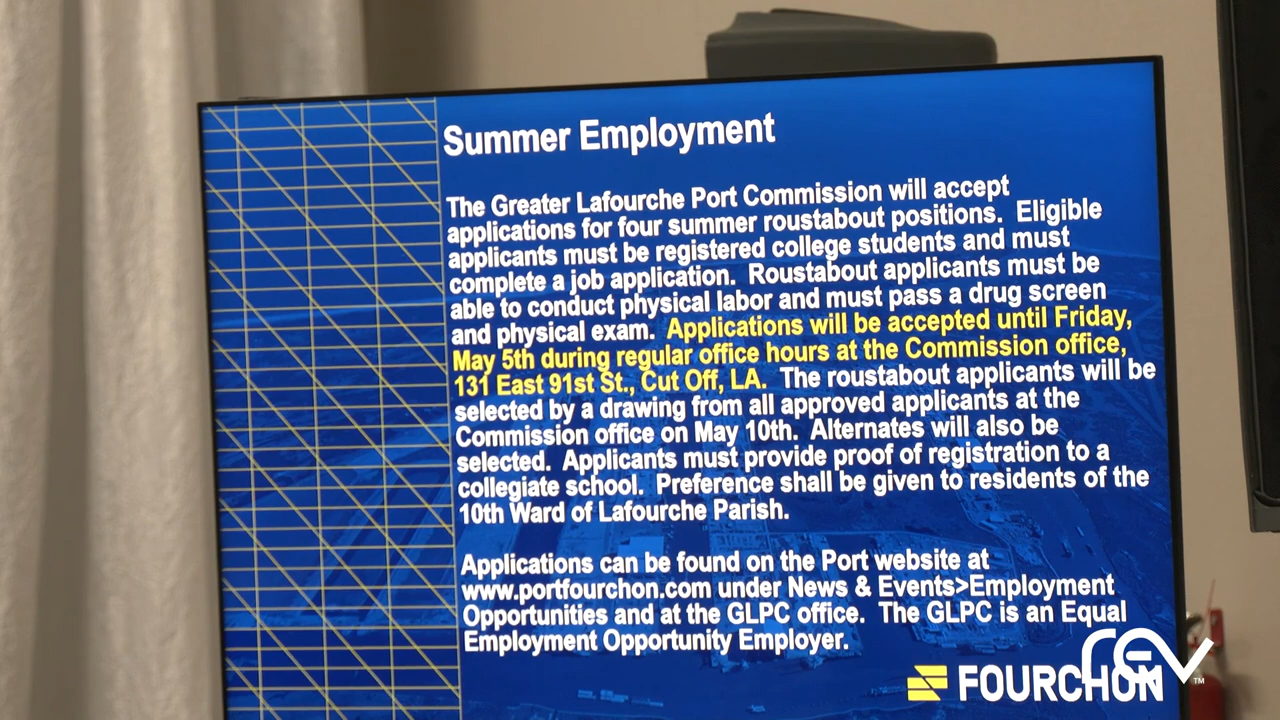 Summer Employment
The Greater Lafourche Port Commission will accept
applications for four summer roustabout positions. Eligible
applicants must be registered college students and must
complete a job application. Roustabout applicants must be
able to conduct physical labor and must pass a drug screen
and physical exam. Applications will be accepted until Friday,
May 5th during regular office hours at the Commission office,
131 East 91st St., Cut Off, LA. The roustabout applicants will be
selected by a drawing from all approved applicants at the
Commission office on May 10th. Alternates will also be
selected. Applicants must provide proof of registration to a
collegiate school. Preference shall be given to residents of the
10th Ward of Lafourche Parish.
Applications can be found on the Port website at
www.portfourchon.com under News & Events>Employment
Opportunities and at the GLPC office. The GLPC is an Equal
Employment Opportunity Employer.
FOURCHON
rev™